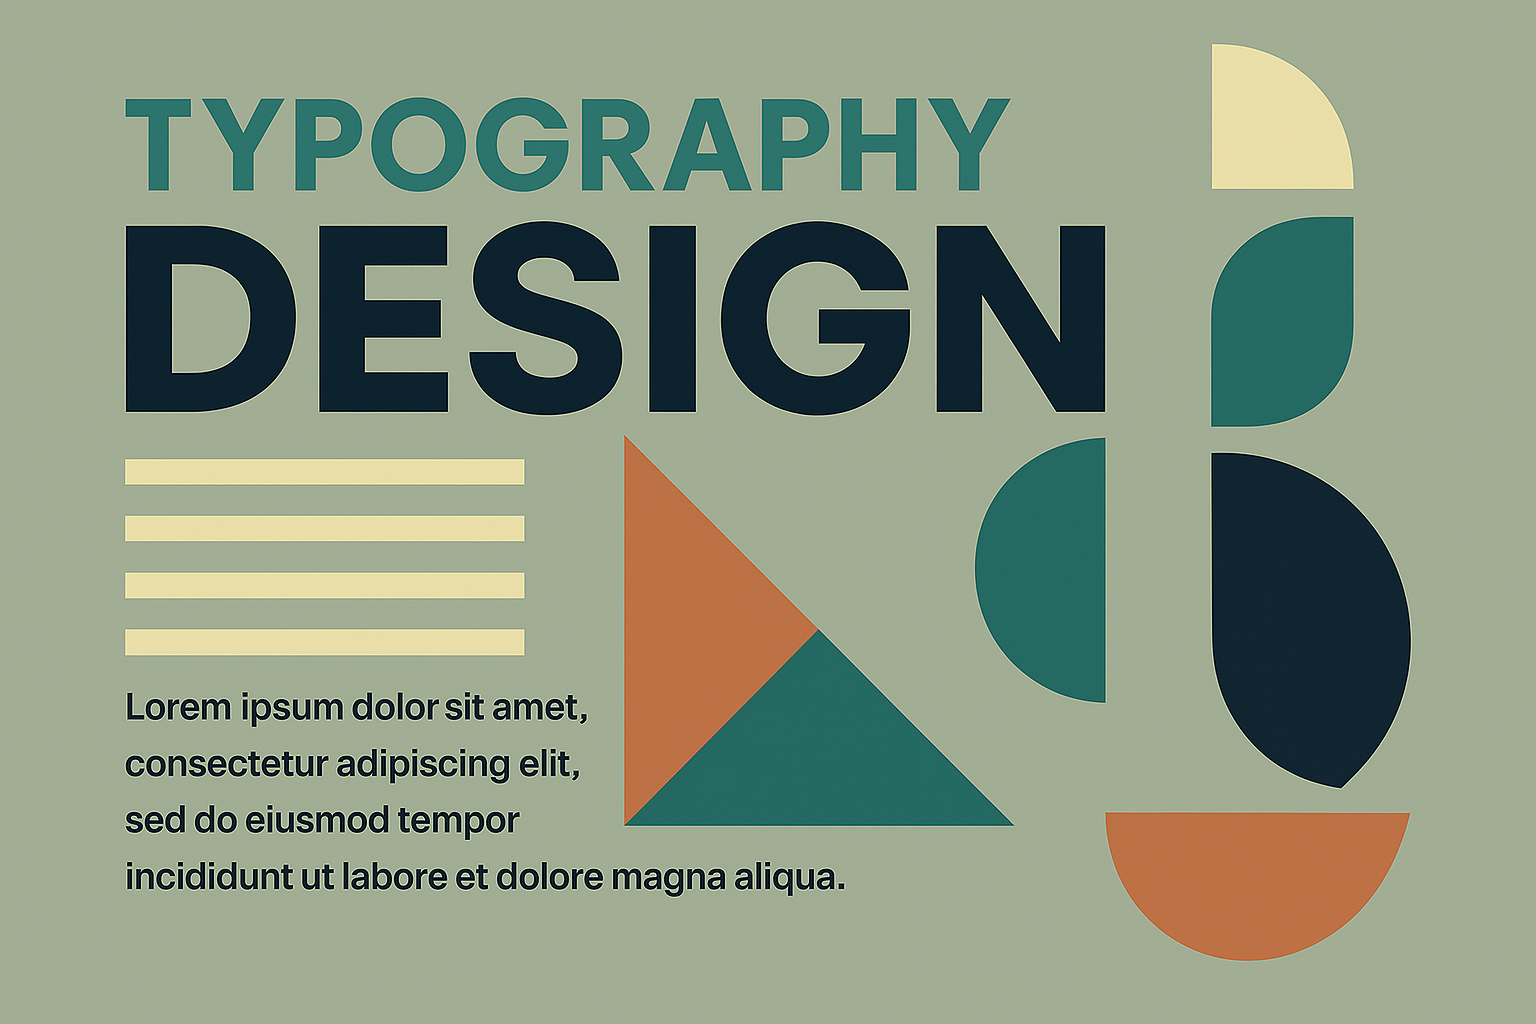 TYPOGRAPHY
DESIGN
Lorem ipsum dolor sit amet,
consectetur adipiscing elit,
sed do eiusmod tempor
incididunt ut labore et dolore magna aliqua.